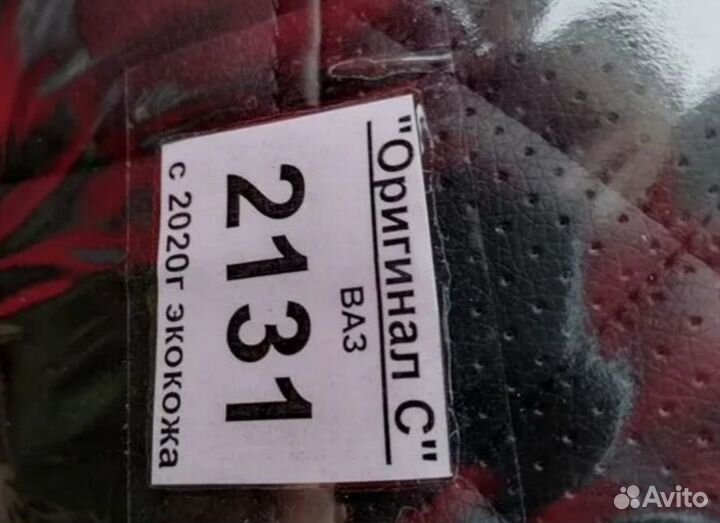 "Оригинал С"
ВАЗ
2131
с 2020г экокожа
Avito